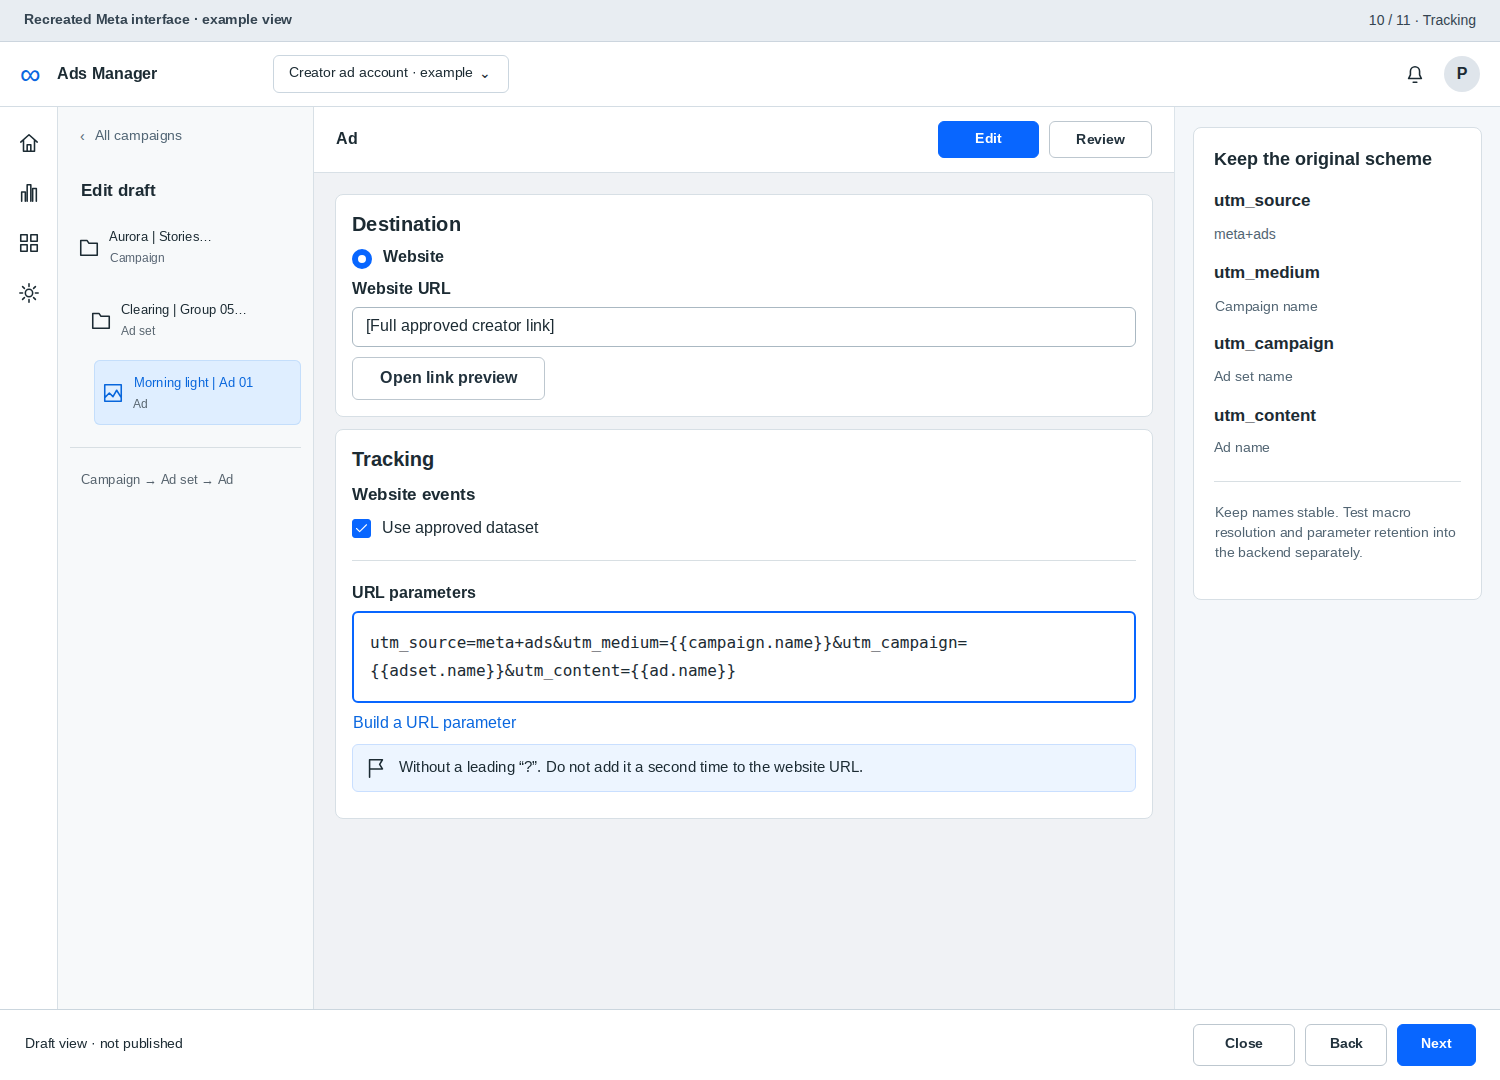 Recreated Meta interface · example view
10 / 11 · Tracking
Ads Manager
Creator ad account · example
P
‹ All campaigns
Edit draft
Aurora | Stories…
Campaign
Clearing | Group 05…
Ad set
Morning light | Ad 01
Ad
Campaign → Ad set → Ad
Ad
Edit
Review
Destination
Website
Website URL
[Full approved creator link]
Open link preview
Tracking
Website events
Use approved dataset
URL parameters
utm_source=meta+ads&utm_medium={{campaign.name}}&utm_campaign=
{{adset.name}}&utm_content={{ad.name}}
Build a URL parameter
Without a leading “?”. Do not add it a second time to the website URL.
Keep the original scheme
utm_source
meta+ads
utm_medium
Campaign name
utm_campaign
Ad set name
utm_content
Ad name
Keep names stable. Test macro
resolution and parameter retention into
the backend separately.
Draft view · not published
Close
Back
Next